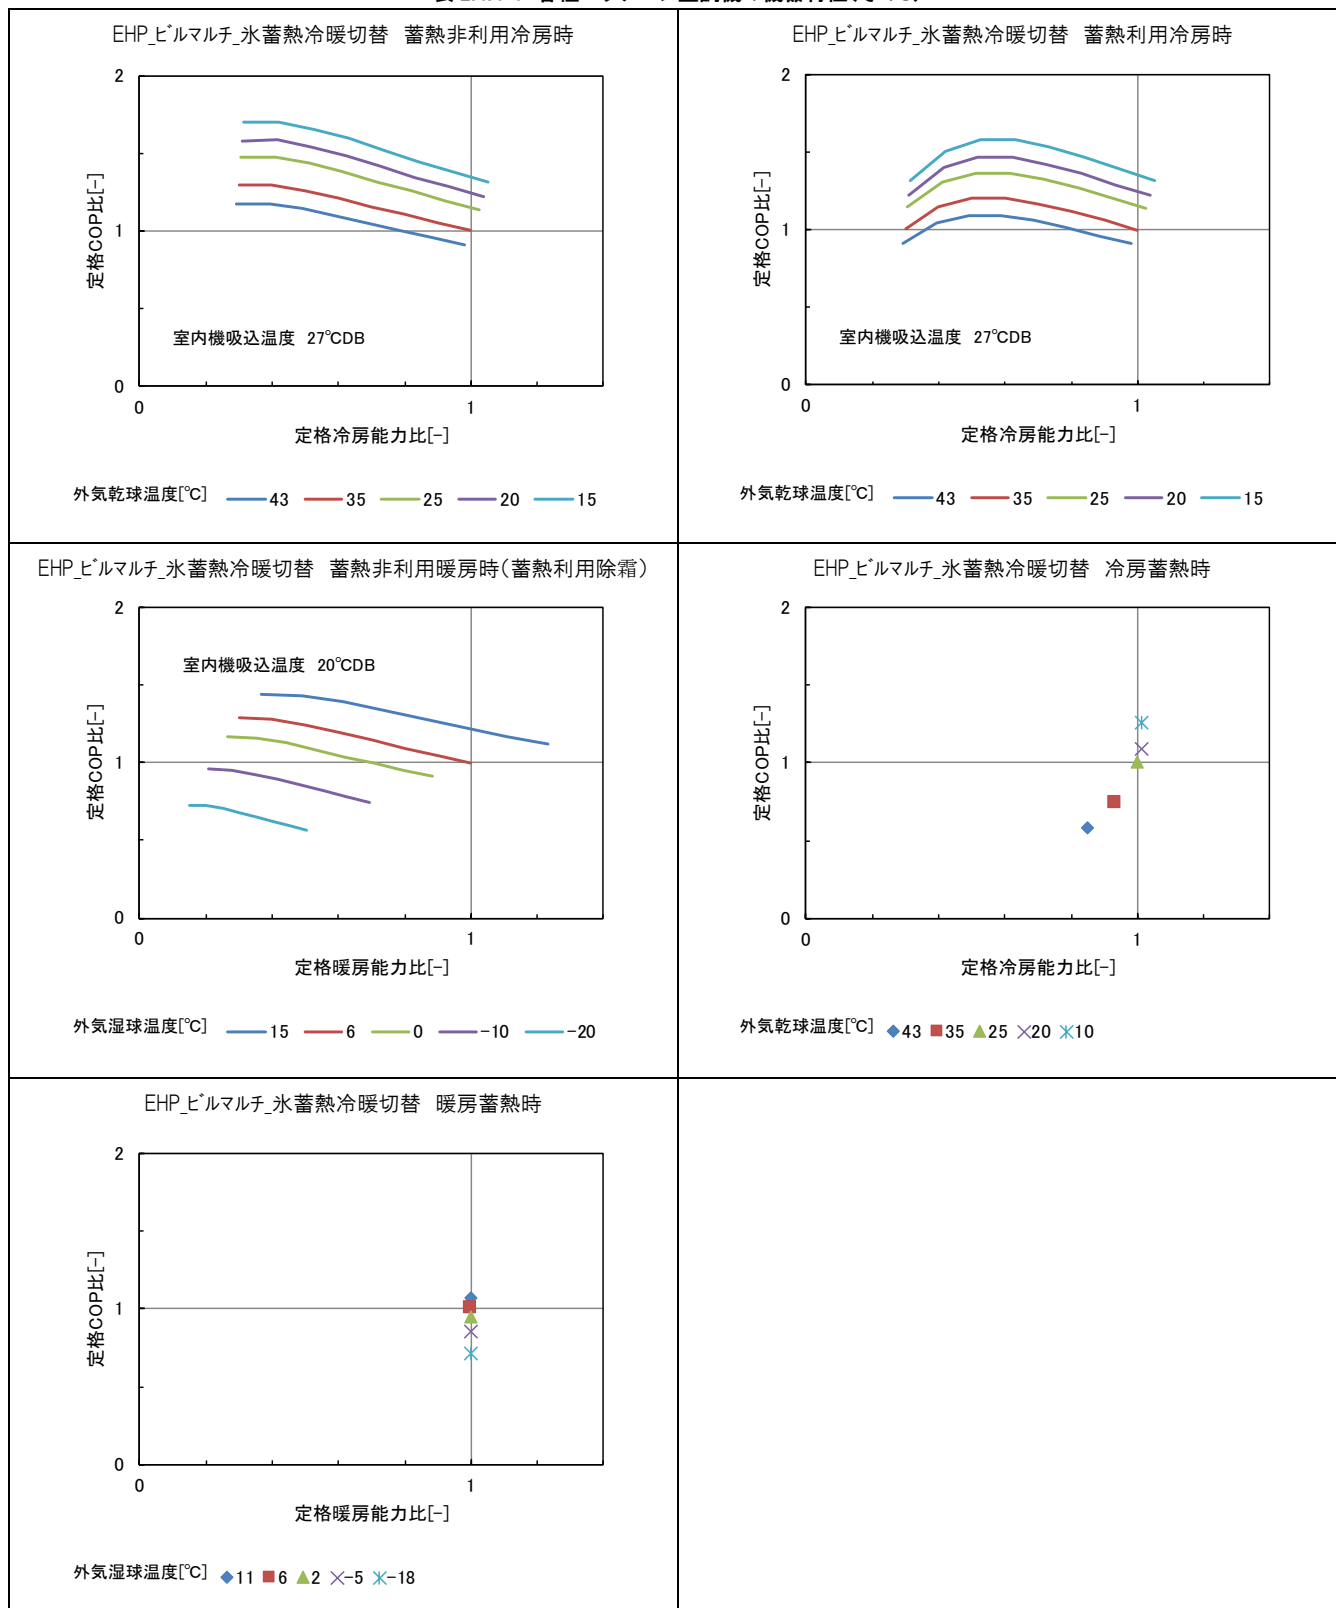 EHP_ビルマルチ_氷蓄熱冷暖切替 蓄熱非利用冷房時
2
1
0
0
1
定格COP比[-]
室内機吸込温度 27℃DB
定格冷房能力比[-]
外気乾球温度[℃] 43 35 25 20 15
EHP_ビルマルチ_氷蓄熱冷暖切替 蓄熱利用冷房時
2
1
0
0
1
定格COP比[-]
室内機吸込温度 27℃DB
定格冷房能力比[-]
外気乾球温度[℃] 43 35 25 20 15
EHP_ビルマルチ_氷蓄熱冷暖切替 蓄熱非利用暖房時(蓄熱利用除霜)
2
1
0
0
1
定格COP比[-]
室内機吸込温度 20℃DB
定格暖房能力比[-]
外気湿球温度[℃] 15 6 0 -10 -20
EHP_ビルマルチ_氷蓄熱冷暖切替 冷房蓄熱時
2
1
0
0
1
定格COP比[-]
定格冷房能力比[-]
外気乾球温度[℃] 43 35 25 20 10
EHP_ビルマルチ_氷蓄熱冷暖切替 暖房蓄熱時
2
1
0
0
1
定格COP比[-]
定格暖房能力比[-]
外気湿球温度[℃] 11 6 2 -5 -18